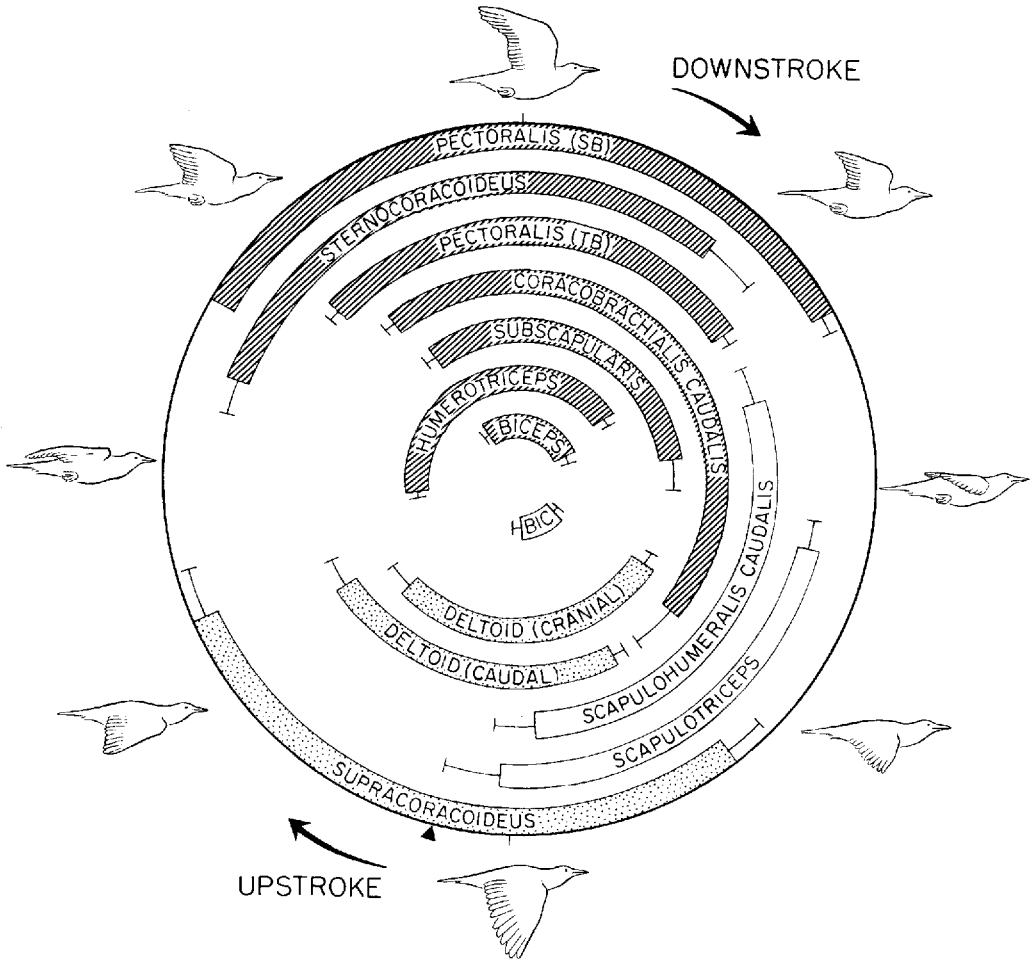 DOWNSTROKE
PECTORALIS (SB)
STERNOCORACOIDEUS
PECTORALIS (TB)
CORACOBRACHIALIS CAUDALIS
SUBSCAPULARIS
HUMEROTRICEPS
BICEPS
BIC
DELTOID (CRANIAL)
DELTOID (CAUDAL)
SCAPULOHUMERALIS CAUDALIS
SCAPULOTRICEPS
SUPRACORACOIDEUS
UPSTROKE